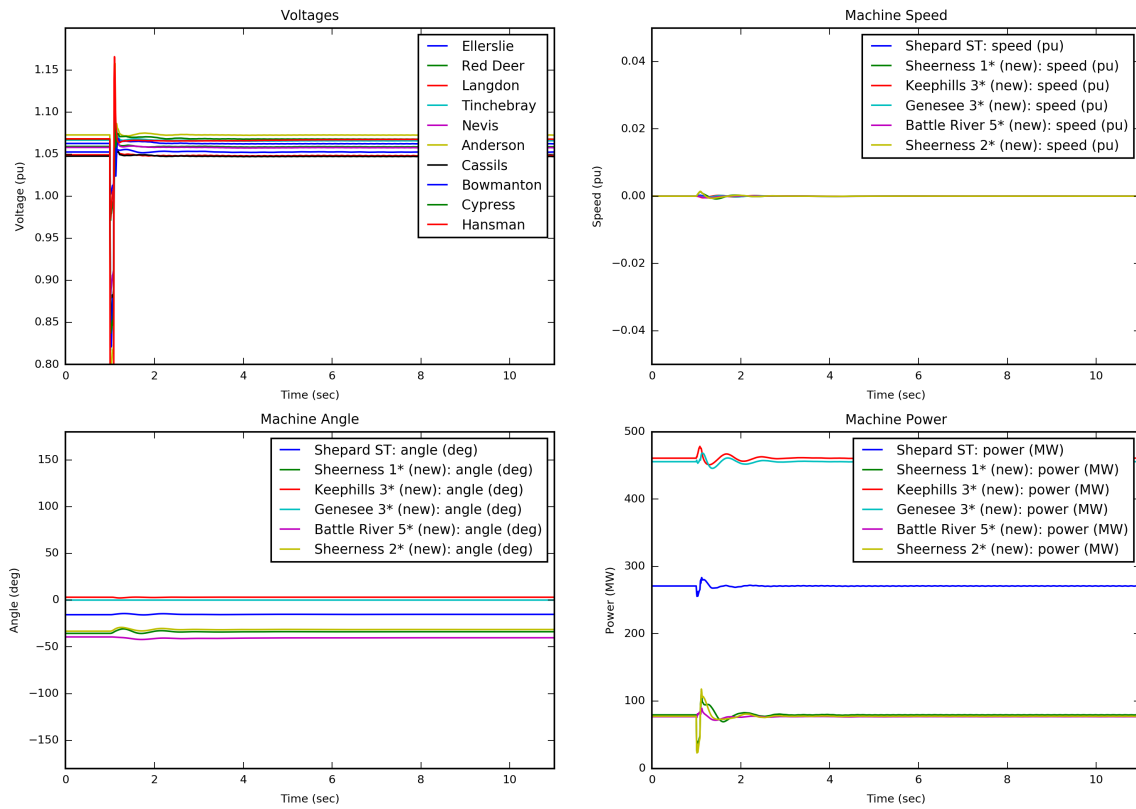 Voltages
Voltage (pu)
1.15
1.10
1.05
1.00
0.95
0.90
0.85
0.80
0
2
4
6
8
10
Time (sec)
Ellerslie
Red Deer
Langdon
Tinchebray
Nevis
Anderson
Cassils
Bowmanton
Cypress
Hansman
Machine Speed
Speed (pu)
0.04
0.02
0.00
−0.02
−0.04
0
2
4
6
8
10
Time (sec)
Shepard ST: speed (pu)
Sheerness 1* (new): speed (pu)
Keephills 3* (new): speed (pu)
Genesee 3* (new): speed (pu)
Battle River 5* (new): speed (pu)
Sheerness 2* (new): speed (pu)
Machine Angle
Angle (deg)
150
100
50
0
−50
−100
−150
0
2
4
6
8
10
Time (sec)
Shepard ST: angle (deg)
Sheerness 1* (new): angle (deg)
Keephills 3* (new): angle (deg)
Genesee 3* (new): angle (deg)
Battle River 5* (new): angle (deg)
Sheerness 2* (new): angle (deg)
Machine Power
Power (MW)
500
400
300
200
100
0
0
2
4
6
8
10
Time (sec)
Shepard ST: power (MW)
Sheerness 1* (new): power (MW)
Keephills 3* (new): power (MW)
Genesee 3* (new): power (MW)
Battle River 5* (new): power (MW)
Sheerness 2* (new): power (MW)